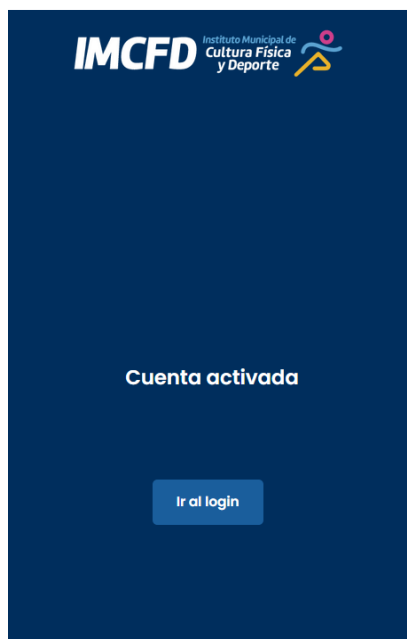 IMCFD
Instituto Municipal de
Cultura Física
y Deporte
Cuenta activada
Ir al login